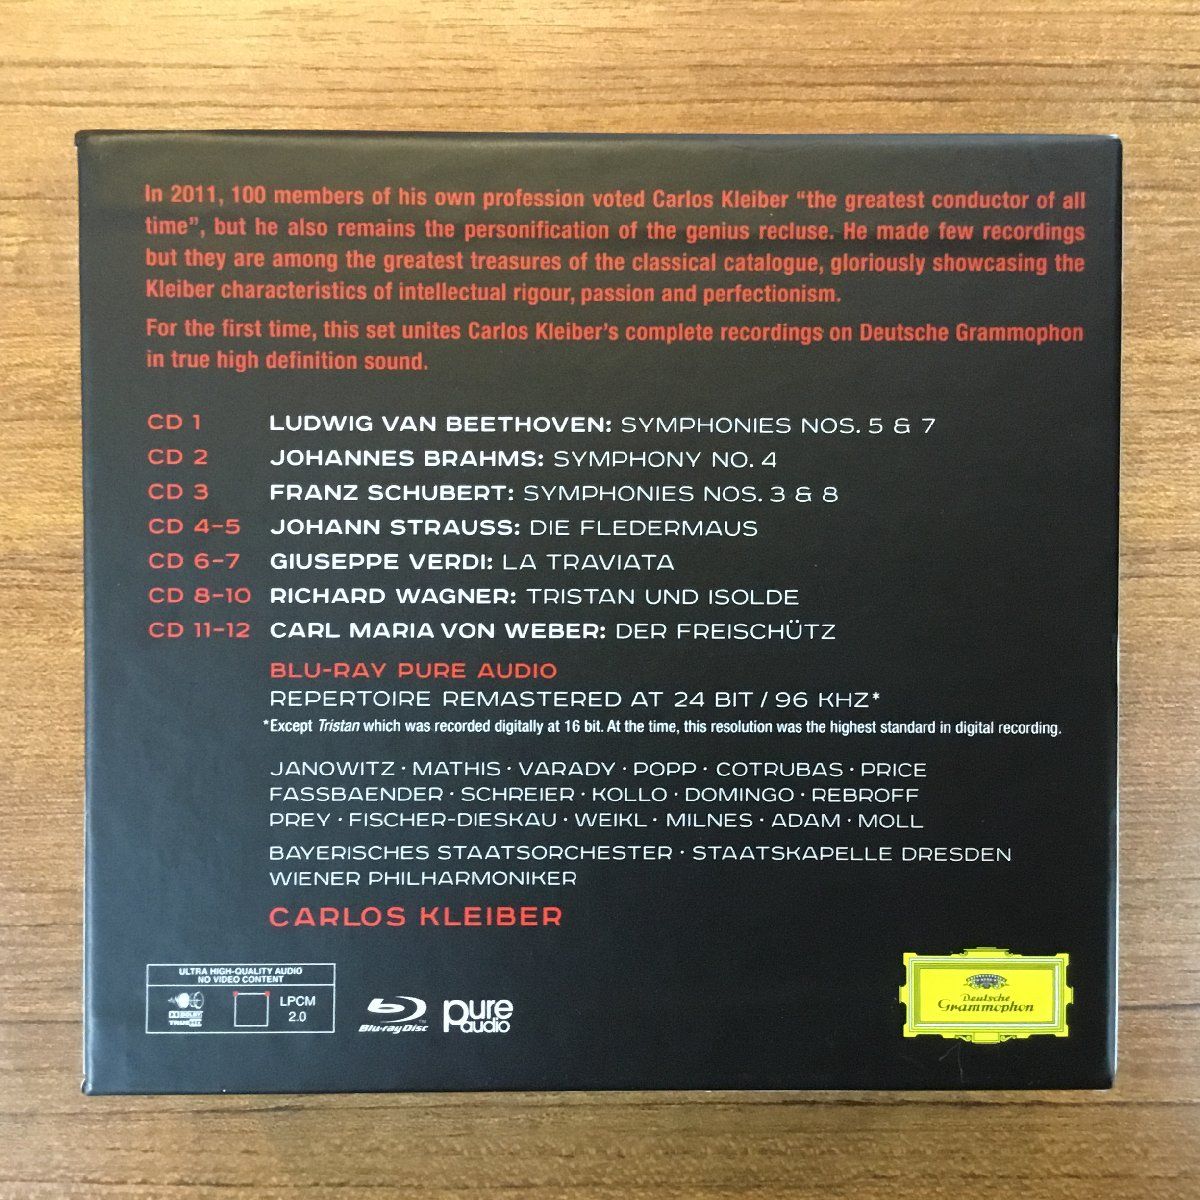 In 2011, 100 members of his own profession voted Carlos Kleiber “the greatest conductor of all
time”, but he also remains the personification of the genius recluse. He made few recordings
but they are among the greatest treasures of the classical catalogue, gloriously showcasing the
Kleiber characteristics of intellectual rigour, passion and perfectionism.
For the first time, this set unites Carlos Kleiber’s complete recordings on Deutsche Grammophon
in true high definition sound.
CD 1 LUDWIG VAN BEETHOVEN: SYMPHONIES NOS. 5 & 7
CD 2 JOHANNES BRAHMS: SYMPHONY NO. 4
CD 3 FRANZ SCHUBERT: SYMPHONIES NOS. 3 & 8
CD 4–5 JOHANN STRAUSS: DIE FLEDERMAUS
CD 6–7 GIUSEPPE VERDI: LA TRAVIATA
CD 8–10 RICHARD WAGNER: TRISTAN UND ISOLDE
CD 11–12 CARL MARIA VON WEBER: DER FREISCHÜTZ
BLU-RAY PURE AUDIO
REPERTOIRE REMASTERED AT 24 BIT / 96 KHZ*
*Except Tristan which was recorded digitally at 16 bit. At the time, this resolution was the highest standard in digital recording.
JANOWITZ · MATHIS · VARADY · POPP · COTRUBAS · PRICE
FASSBAENDER · SCHREIER · KOLLO · DOMINGO · REBROFF
PREY · FISCHER-DIESKAU · WEIKL · MILNES · ADAM · MOLL
BAYERISCHES STAATSORCHESTER · STAATSKAPELLE DRESDEN
WIENER PHILHARMONIKER
CARLOS KLEIBER
ULTRA HIGH-QUALITY AUDIO
NO VIDEO CONTENT
DOLBY
TRUEHD
LPCM
2.0
Blu-ray Disc
pure
audio
Deutsche
Grammophon